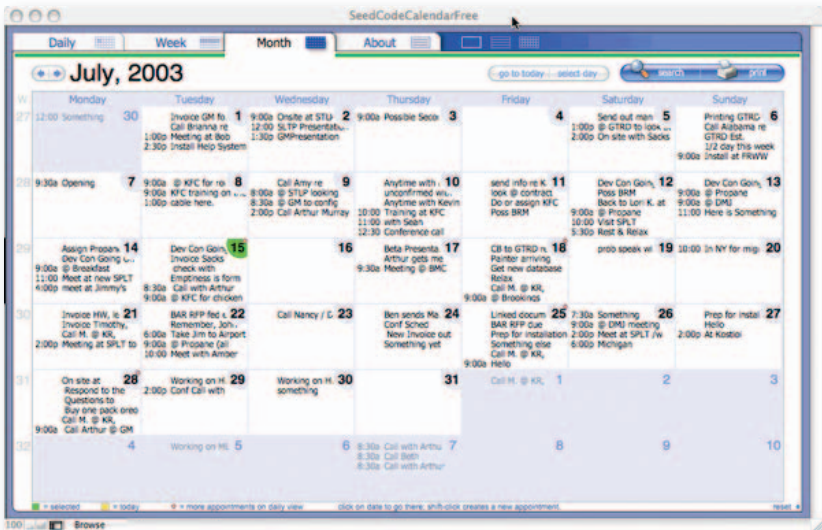 SeedCodeCalendarFree
Daily Week Month About
July, 2003
go to today select day search print
W Monday Tuesday Wednesday Thursday Friday Saturday Sunday
27
12:00 Something 30
Invoice GM fo 1
Call Brianna re
1:00p Meeting at Bob
2:30p Install Help System
9:00a Onsite at STLP 2
12:00 SLTP Presentatio
1:30p GMPresentation
9:00a Possible Seco 3
4
Send out man 5
1:00p @ GTRD to look
2:00p On site with Sacks
Printing GTRD 6
Call Alabama re
GTRD Est.
1/2 day this week
9:00a Install at FRWW
28
9:30a Opening 7
9:00a @ KFC for ro 8
9:00a KFC training on
1:00p cable here.
Call Amy re 9
8:00a @ STLP looking
8:30a @ GM to config
2:00p Call Arthur Murray
Anytime with 10
unconfirmed
Anytime with Kevin
10:00 Training at KFC
11:00 with Sean
12:30 Conference call
send info re K 11
look @ contract
Do or assign KFC
Poss BRM
Dev Con Goin, 12
Poss BRM
Back to Lori K. at
9:00a @ Propane
10:00 Visit SPLT
5:30p Rest & Relax
Dev Con Goin, 13
9:00a @ Propane
9:00a @ DMJ
11:00 Here is Something
29
Assign Propan 14
Dev Con Going
9:00a @ Breakfast
11:00 Meet at new SPLT
4:00p meet at Jimmy's
Dev Con Going 15
Invoice Sacks
check with
Emptiness is form
8:30a Call with Arthur
9:00a @ KFC for chicken
16
Beta Presenta 17
Arthur gets me
9:30a Meeting @ BMC
CB to GTRD re 18
Painter arriving
Get new database
Relax
Call M. @ KR,
9:00a @ Brookings
prob speak wi 19
10:00 In NY for mig 20
30
Invoice HW, le 21
Invoice Timothy,
Call M. @ KR,
2:00p Meeting at SPLT to
BAR RFP fed 22
Remember, Joh
6:00a Take Jim to Airport
9:00a @ Propane (all
10:00 Meet with Amber
Call Nancy / 23
Ben sends Ma 24
Conf Sched
New Invoice out
Something yet
Linked docum 25
BAR RFP due
Prep for installation
Something else
Call M. @ KR,
9:00a Hello
7:30a Something 26
9:00a @ DMJ meeting
2:00p Meet at SPLT /w
6:00p Michigan
Prep for instal 27
Hello
2:00p At Kostioi
31
On site at 28
Respond to the
Questions to
Buy one pack oreo
Call M. @ KR,
9:00a Call Arthur @ GM
Working on H. 29
2:00p Conf Call with
Working on H. 30
something
31
Call M. @ KR, 1
2
3
32
4
Working on 5
6
8:30a Call with Arthu 7
8:30a Call Both
8:30a Call with Arthur
8
9
10
= selected = today = more appointments on daily view click on date to go there; shift-click creates a new appointment. reset
100 Browse